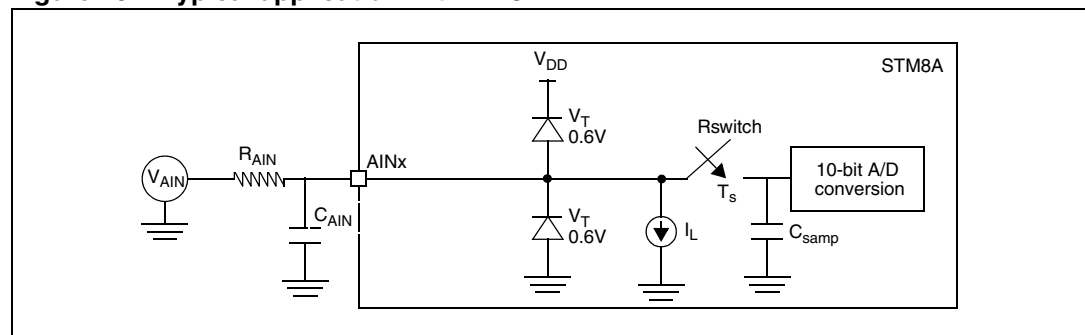 STM8A
VDD
VT
0.6V
Rswitch
RAIN
AINx
VAIN
10-bit A/D
conversion
Ts
CAIN
VT
0.6V
IL
Csamp